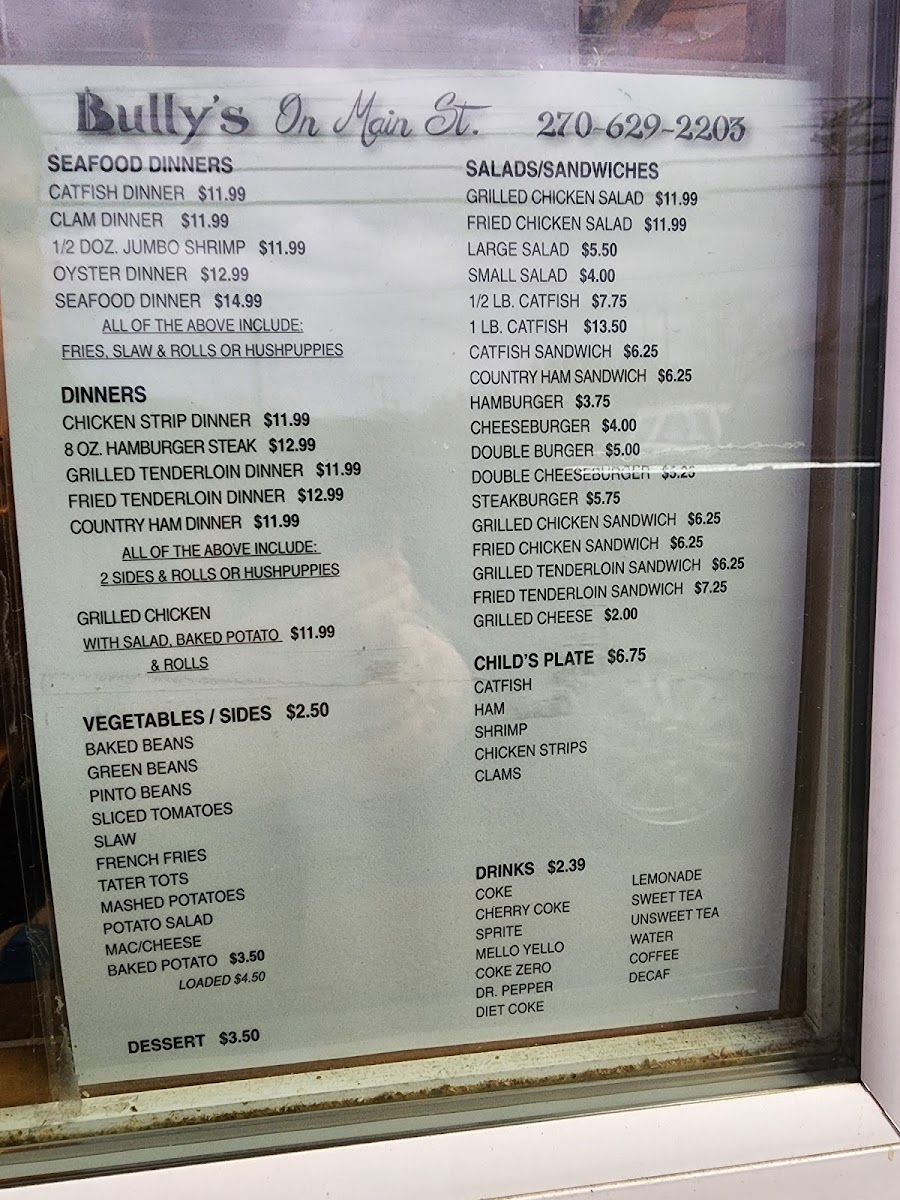 Bully's On Main St. 270-629-2203
SEAFOOD DINNERS
CATFISH DINNER $11.99
CLAM DINNER $11.99
1/2 DOZ. JUMBO SHRIMP $11.99
OYSTER DINNER $12.99
SEAFOOD DINNER $14.99
ALL OF THE ABOVE INCLUDE:
FRIES, SLAW & ROLLS OR HUSHPUPPIES
DINNERS
CHICKEN STRIP DINNER $11.99
8 OZ. HAMBURGER STEAK $12.99
GRILLED TENDERLOIN DINNER $11.99
FRIED TENDERLOIN DINNER $12.99
COUNTRY HAM DINNER $11.99
ALL OF THE ABOVE INCLUDE:
2 SIDES & ROLLS OR HUSHPUPPIES
GRILLED CHICKEN
WITH SALAD, BAKED POTATO $11.99
& ROLLS
VEGETABLES / SIDES $2.50
BAKED BEANS
GREEN BEANS
PINTO BEANS
SLICED TOMATOES
SLAW
FRENCH FRIES
TATER TOTS
MASHED POTATOES
POTATO SALAD
MAC/CHEESE
BAKED POTATO $3.50
LOADED $4.50
DESSERT $3.50
SALADS/SANDWICHES
GRILLED CHICKEN SALAD $11.99
FRIED CHICKEN SALAD $11.99
LARGE SALAD $5.50
SMALL SALAD $4.00
1/2 LB. CATFISH $7.75
1 LB. CATFISH $13.50
CATFISH SANDWICH $6.25
COUNTRY HAM SANDWICH $6.25
HAMBURGER $3.75
CHEESEBURGER $4.00
DOUBLE BURGER $5.00
DOUBLE CHEESEBURGER $5.25
STEAKBURGER $5.75
GRILLED CHICKEN SANDWICH $6.25
FRIED CHICKEN SANDWICH $6.25
GRILLED TENDERLOIN SANDWICH $6.25
FRIED TENDERLOIN SANDWICH $7.25
GRILLED CHEESE $2.00
CHILD'S PLATE $6.75
CATFISH
HAM
SHRIMP
CHICKEN STRIPS
CLAMS
DRINKS $2.39
COKE
CHERRY COKE
SPRITE
MELLO YELLO
COKE ZERO
DR. PEPPER
DIET COKE
LEMONADE
SWEET TEA
UNSWEET TEA
WATER
COFFEE
DECAF